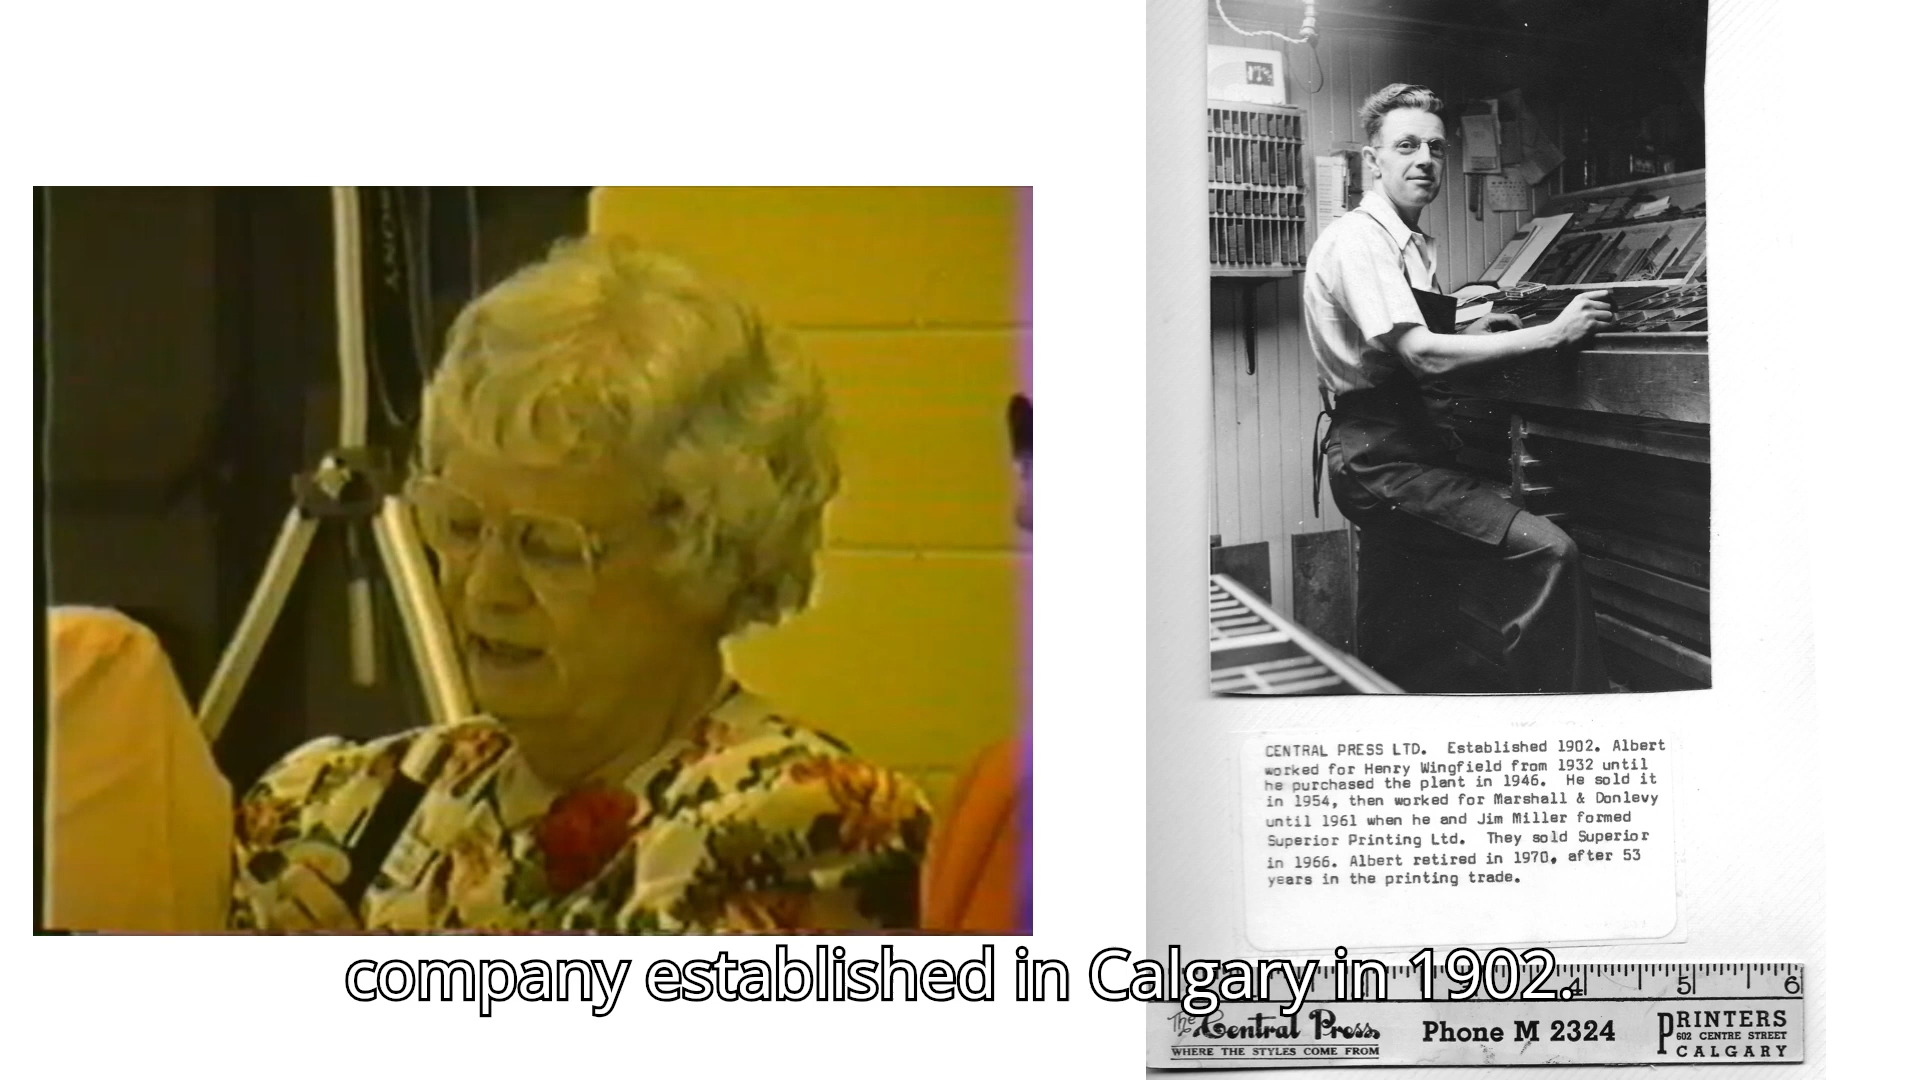 CENTRAL PRESS LTD. Established 1902. Albert
worked for Henry Wingfield from 1932 until
he purchased the plant in 1946. He sold it
in 1954, then worked for Marshall & Donlevy
until 1961 when he and Jim Miller formed
Superior Printing Ltd. They sold Superior
in 1966. Albert retired in 1970, after 53
years in the printing trade.
company established in Calgary in 1902.
4 5 6
The Central Press
WHERE THE STYLES COME FROM
Phone M 2324
PRINTERS
602 CENTRE STREET
CALGARY